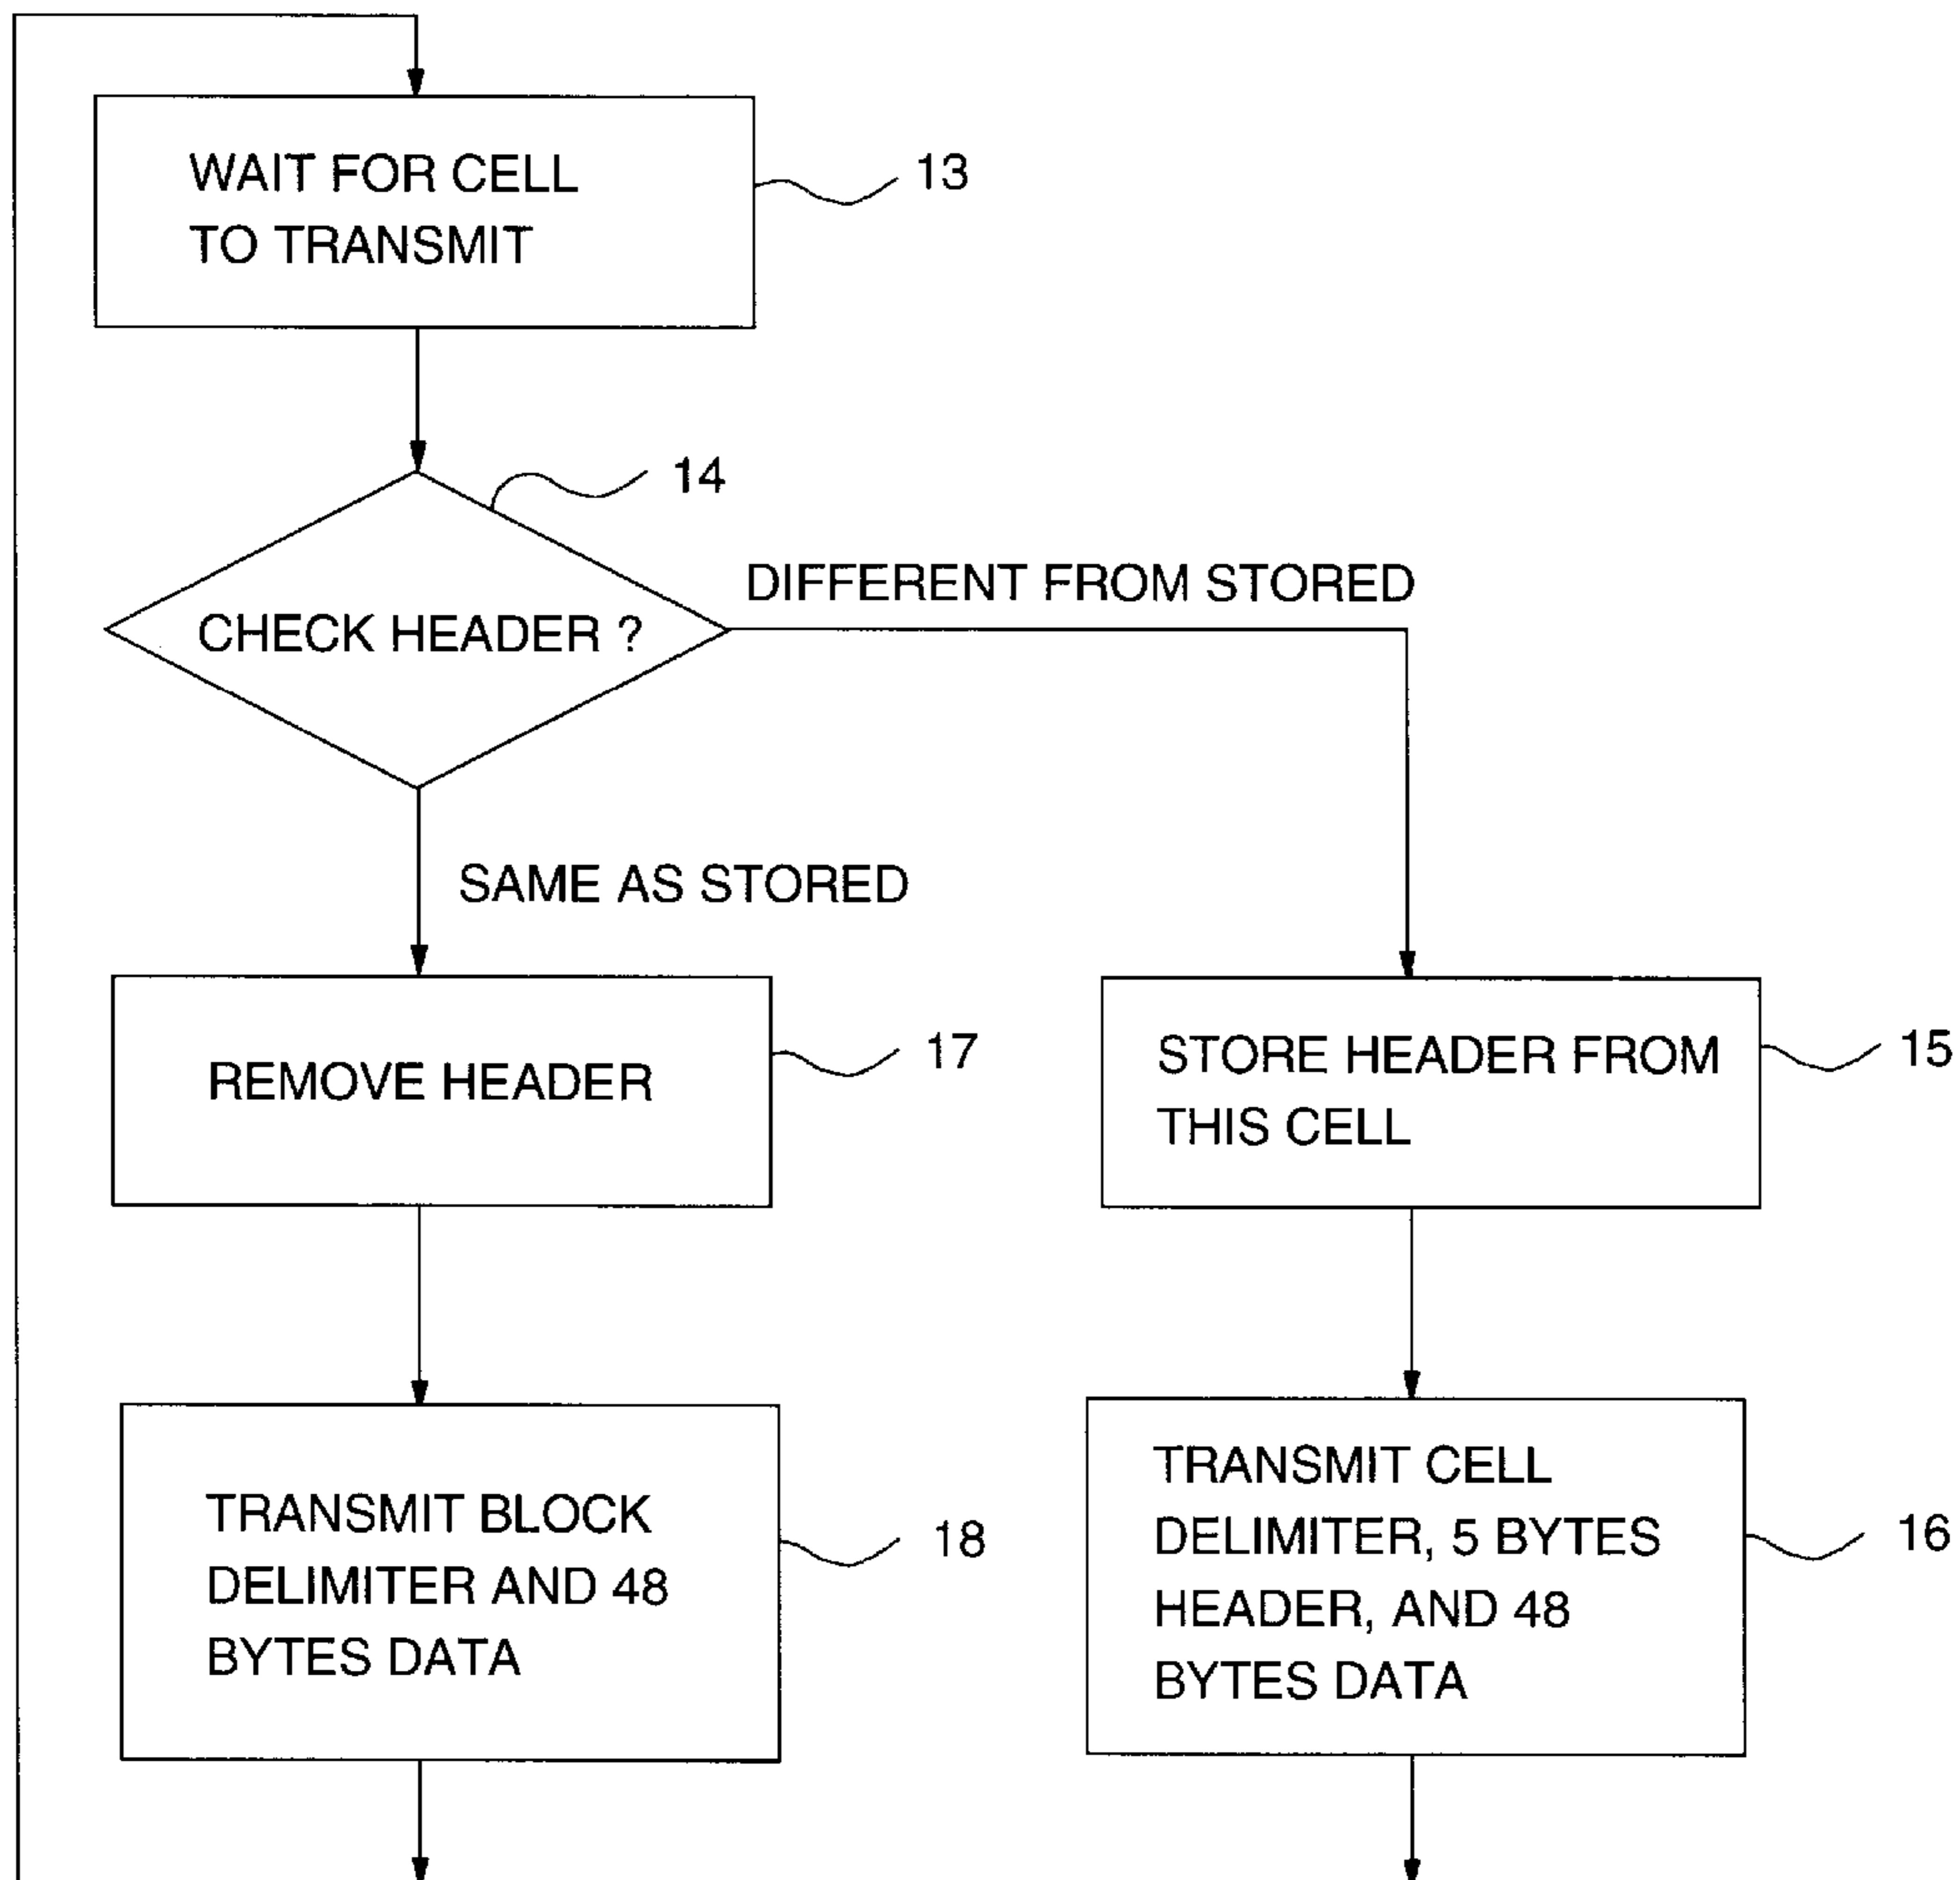 WAIT FOR CELL
TO TRANSMIT
13
14
CHECK HEADER ?
DIFFERENT FROM STORED
SAME AS STORED
REMOVE HEADER
17
STORE HEADER FROM
THIS CELL
15
TRANSMIT BLOCK
DELIMITER AND 48
BYTES DATA
18
TRANSMIT CELL
DELIMITER, 5 BYTES
HEADER, AND 48
BYTES DATA
16